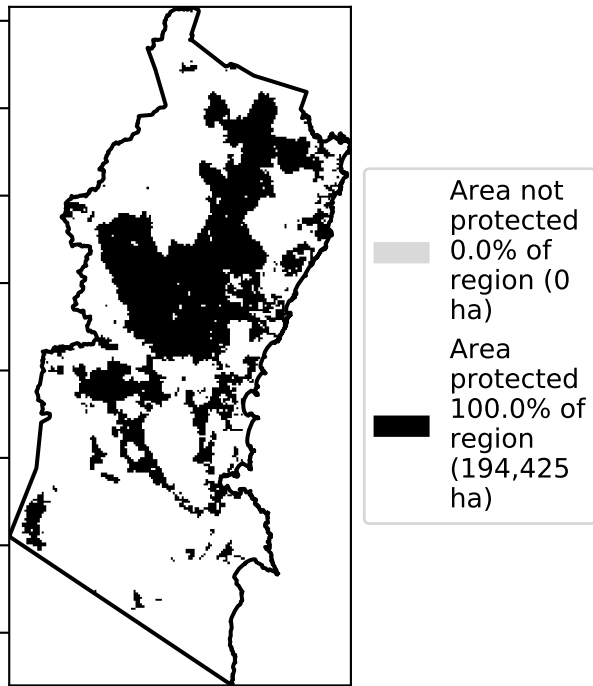 Area not
protected
0.0% of
region (0
ha)
Area
protected
100.0% of
region
(194,425
ha)